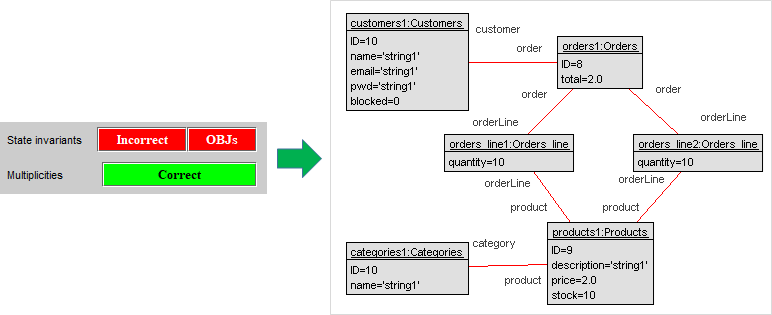 State invariants Incorrect OBJs
Multiplicities Correct
customers1:Customers
ID=10
name='string1'
email='string1'
pwd='string1'
blocked=0
customer
order
orders1:Orders
ID=8
total=2.0
order
order
orderLine
orderLine
orders_line1:Orders_line
quantity=10
orders_line2:Orders_line
quantity=10
orderLine
orderLine
product
product
products1:Products
ID=9
description='string1'
price=2.0
stock=10
categories1:Categories
ID=10
name='string1'
category
product